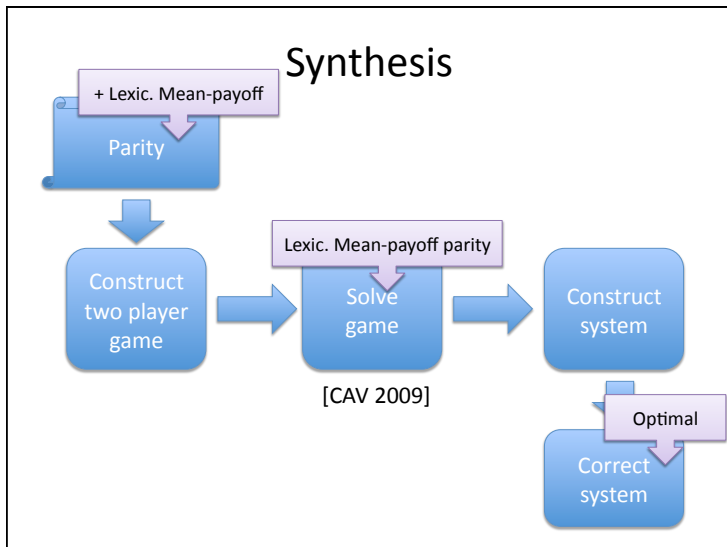 Synthesis
+ Lexic. Mean-payoff
Parity
Construct
two player
game
Lexic. Mean-payoff parity
Solve
game
[CAV 2009]
Construct
system
Optimal
Correct
system